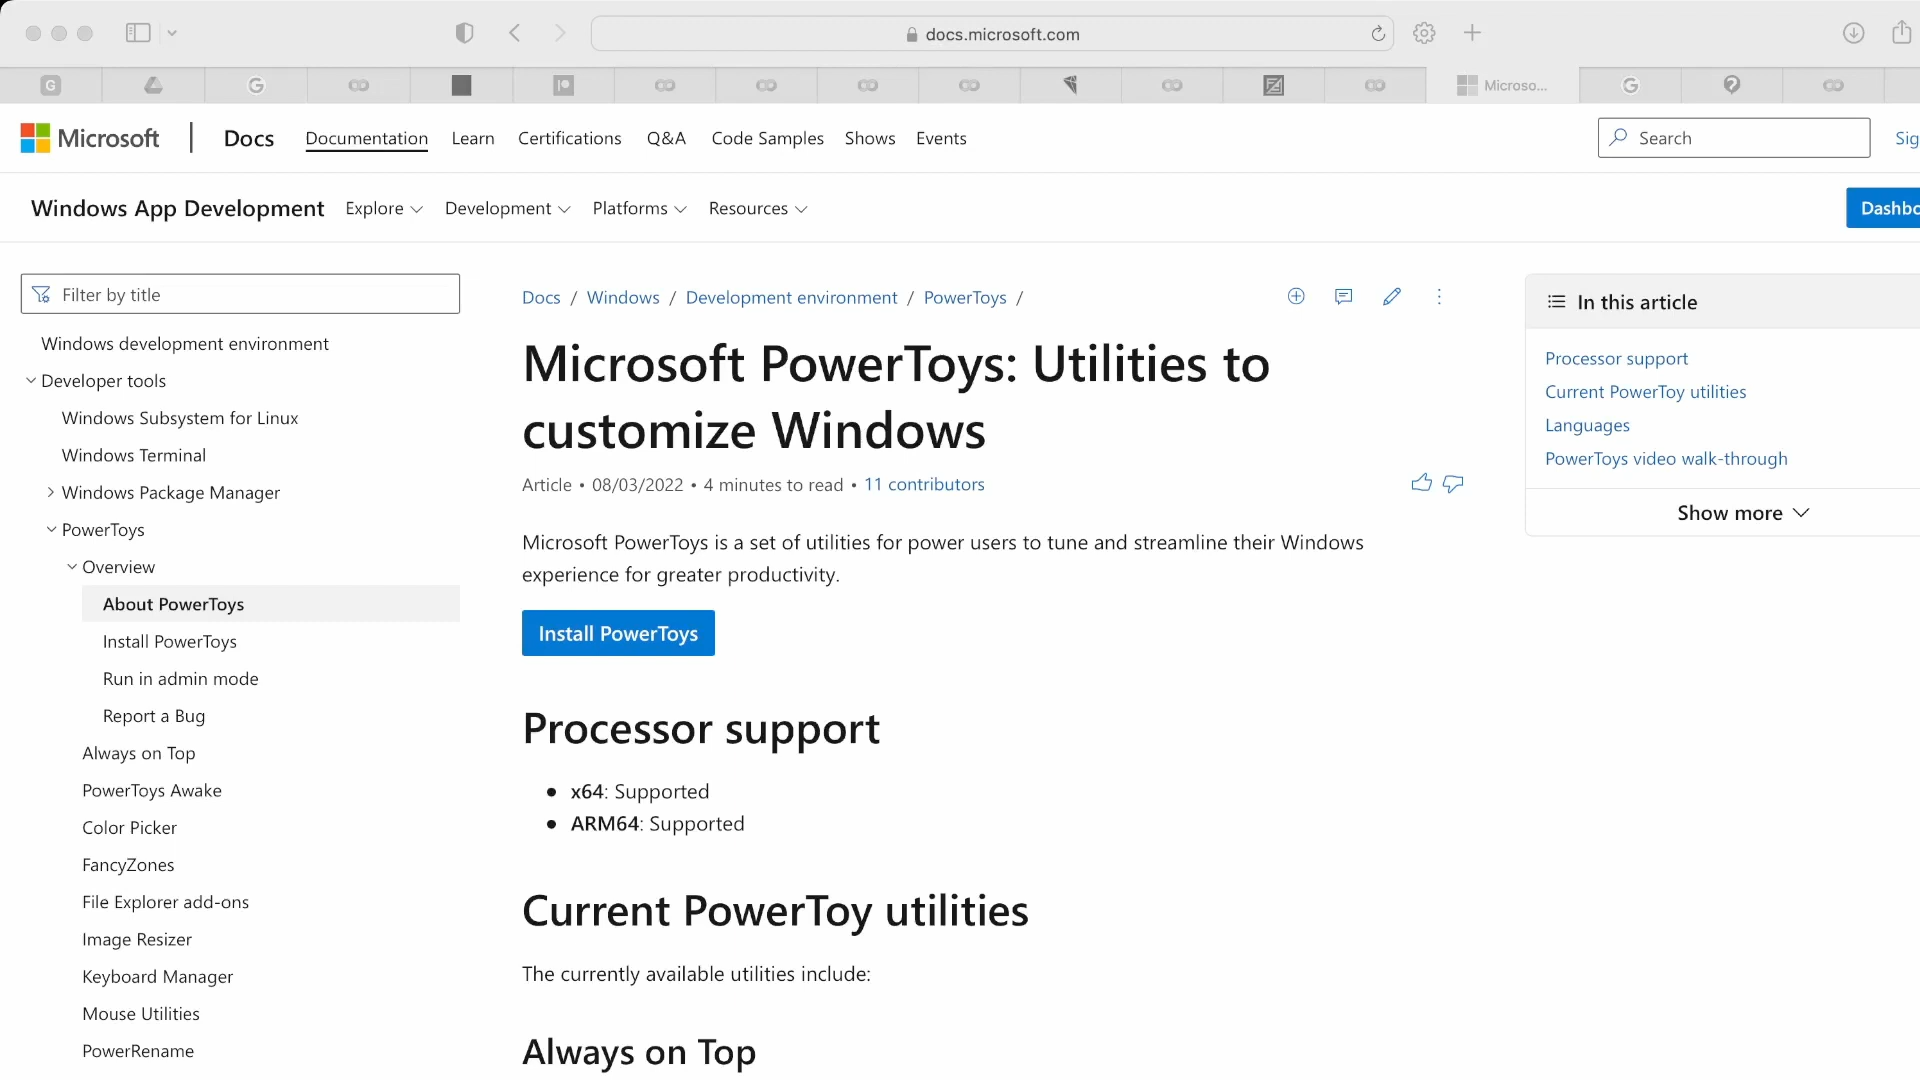 docs.microsoft.com
G
G
Microso...
G
?
Microsoft
Docs
Documentation
Learn
Certifications
Q&A
Code Samples
Shows
Events
Search
Sig
Windows App Development
Explore
Development
Platforms
Resources
Dashbo
Filter by title
Windows development environment
Developer tools
Windows Subsystem for Linux
Windows Terminal
Windows Package Manager
PowerToys
Overview
About PowerToys
Install PowerToys
Run in admin mode
Report a Bug
Always on Top
PowerToys Awake
Color Picker
FancyZones
File Explorer add-ons
Image Resizer
Keyboard Manager
Mouse Utilities
PowerRename
Docs / Windows / Development environment / PowerToys /
Microsoft PowerToys: Utilities to
customize Windows
Article • 08/03/2022 • 4 minutes to read • 11 contributors
Microsoft PowerToys is a set of utilities for power users to tune and streamline their Windows
experience for greater productivity.
Install PowerToys
Processor support
• x64: Supported
• ARM64: Supported
Current PowerToy utilities
The currently available utilities include:
Always on Top
In this article
Processor support
Current PowerToy utilities
Languages
PowerToys video walk-through
Show more